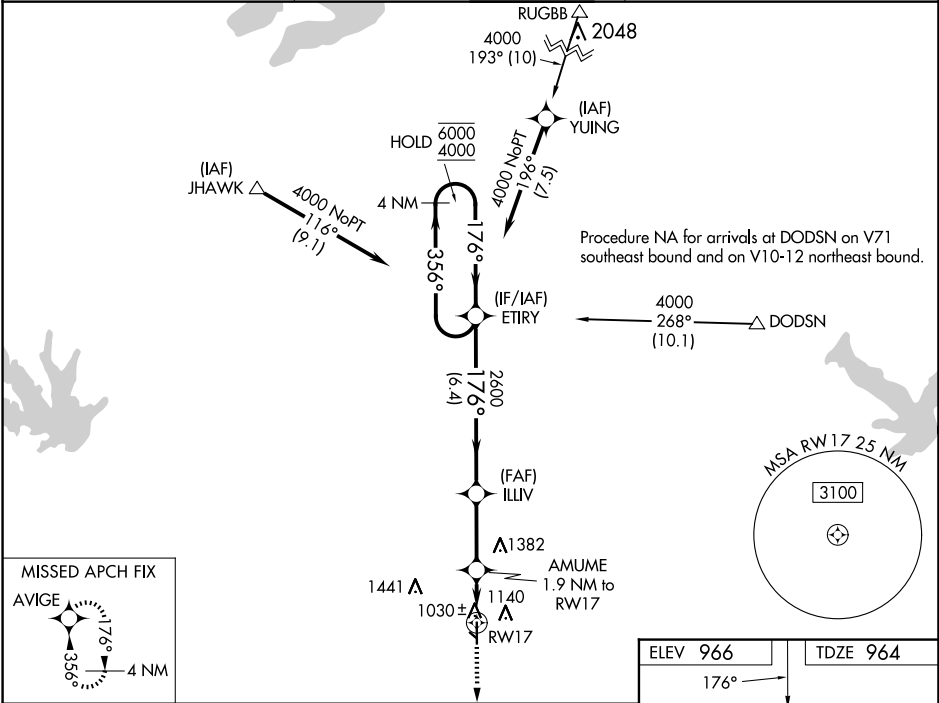 RUGBB
2048
4000
193° (10)
(IAF)
YUING
HOLD 6000
4000
4000 NoPT
196°
(7.5)
(IAF)
JHAWK
4 NM
4000 NoPT
116°
(9.1)
176°
356°
Procedure NA for arrivals at DODSN on V71
southeast bound and on V10-12 northeast bound.
(IF/IAF)
ETIRY
4000
268°
(10.1)
DODSN
2600
176°
(6.4)
MSA RW17 25 NM
3100
(FAF)
ILLIV
1382
AMUME
1.9 NM to
RW17
1441
1140
1030±
RW17
MISSED APCH FIX
AVIGE
176°
356°
4 NM
ELEV 966
TDZE 964
176°